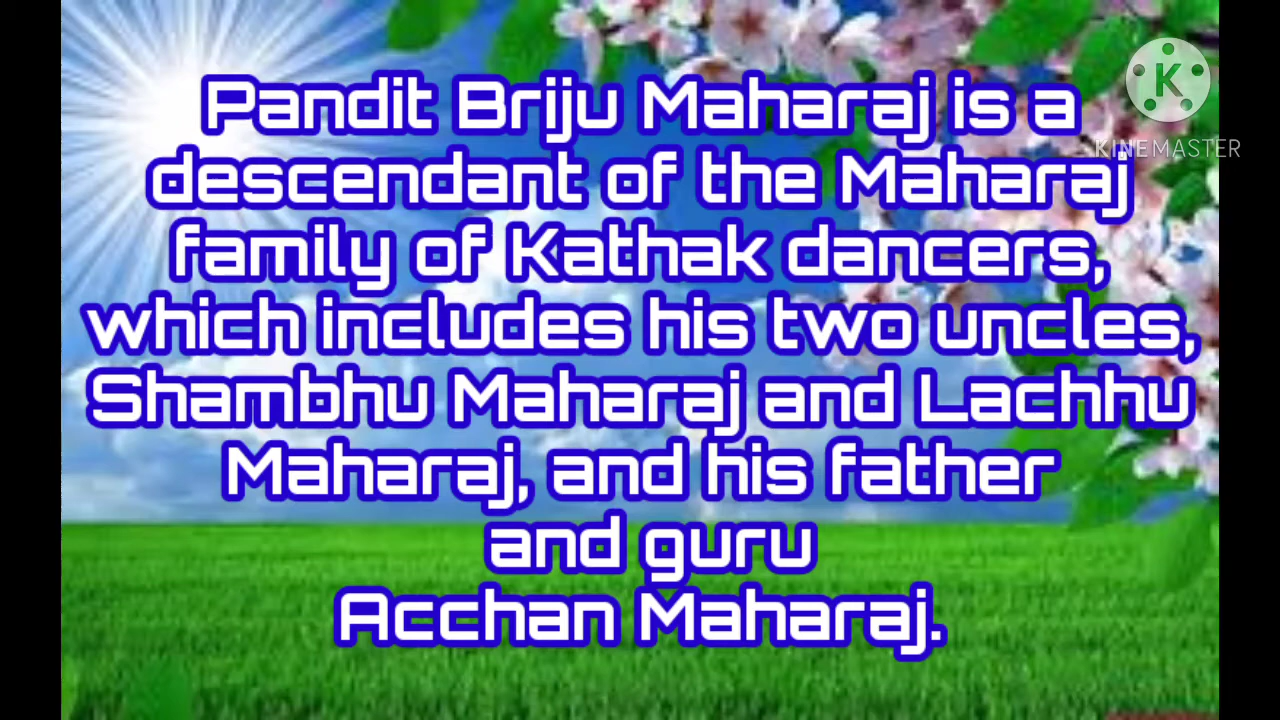 Pandit Briju Maharaj is a
descendant of the Maharaj
family of Kathak dancers,
which includes his two uncles,
Shambhu Maharaj and Lachhu
Maharaj, and his father
and guru
Acchan Maharaj.
K
KINEMASTER